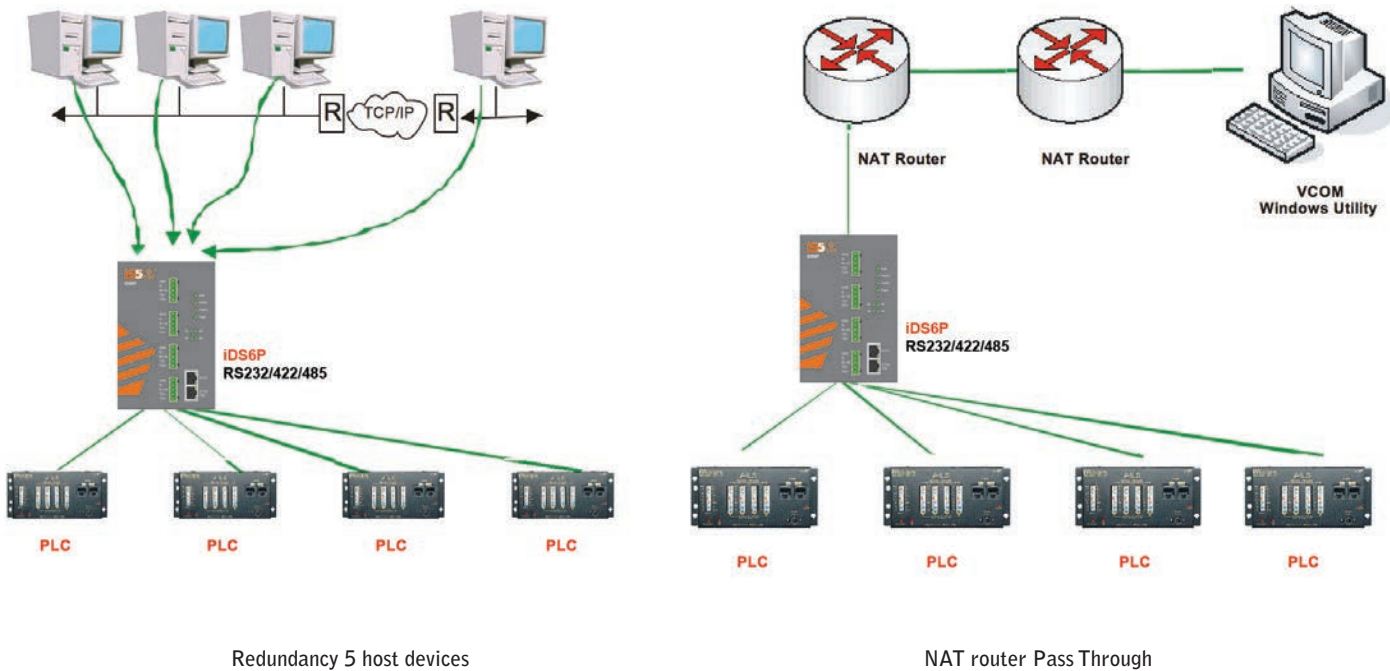 R
TCP/IP
R
iDS6P
RS232/422/485
PLC
PLC
PLC
PLC
Redundancy 5 host devices
NAT Router
NAT Router
VCOM
Windows Utility
iDS6P
RS232/422/485
PLC
PLC
PLC
PLC
NAT router Pass Through